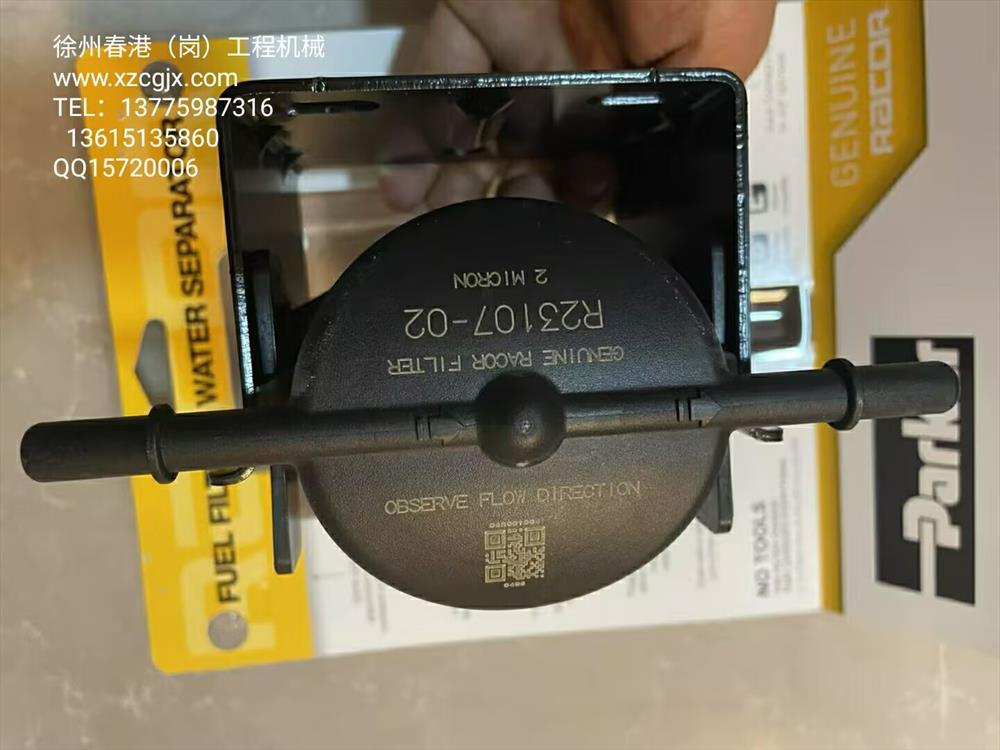 徐州春港（岗）工程机械
www.xzcgjx.com
TEL：13775987316
13615135860
QQ15720006
GENUINE
RACOR
FUEL FIL
WATER SEPARATOR
2 MICRON
R23107-02
GENUINE RACOR FILTER
OBSERVE FLOW DIRECTION
NO TOOLS
Parker